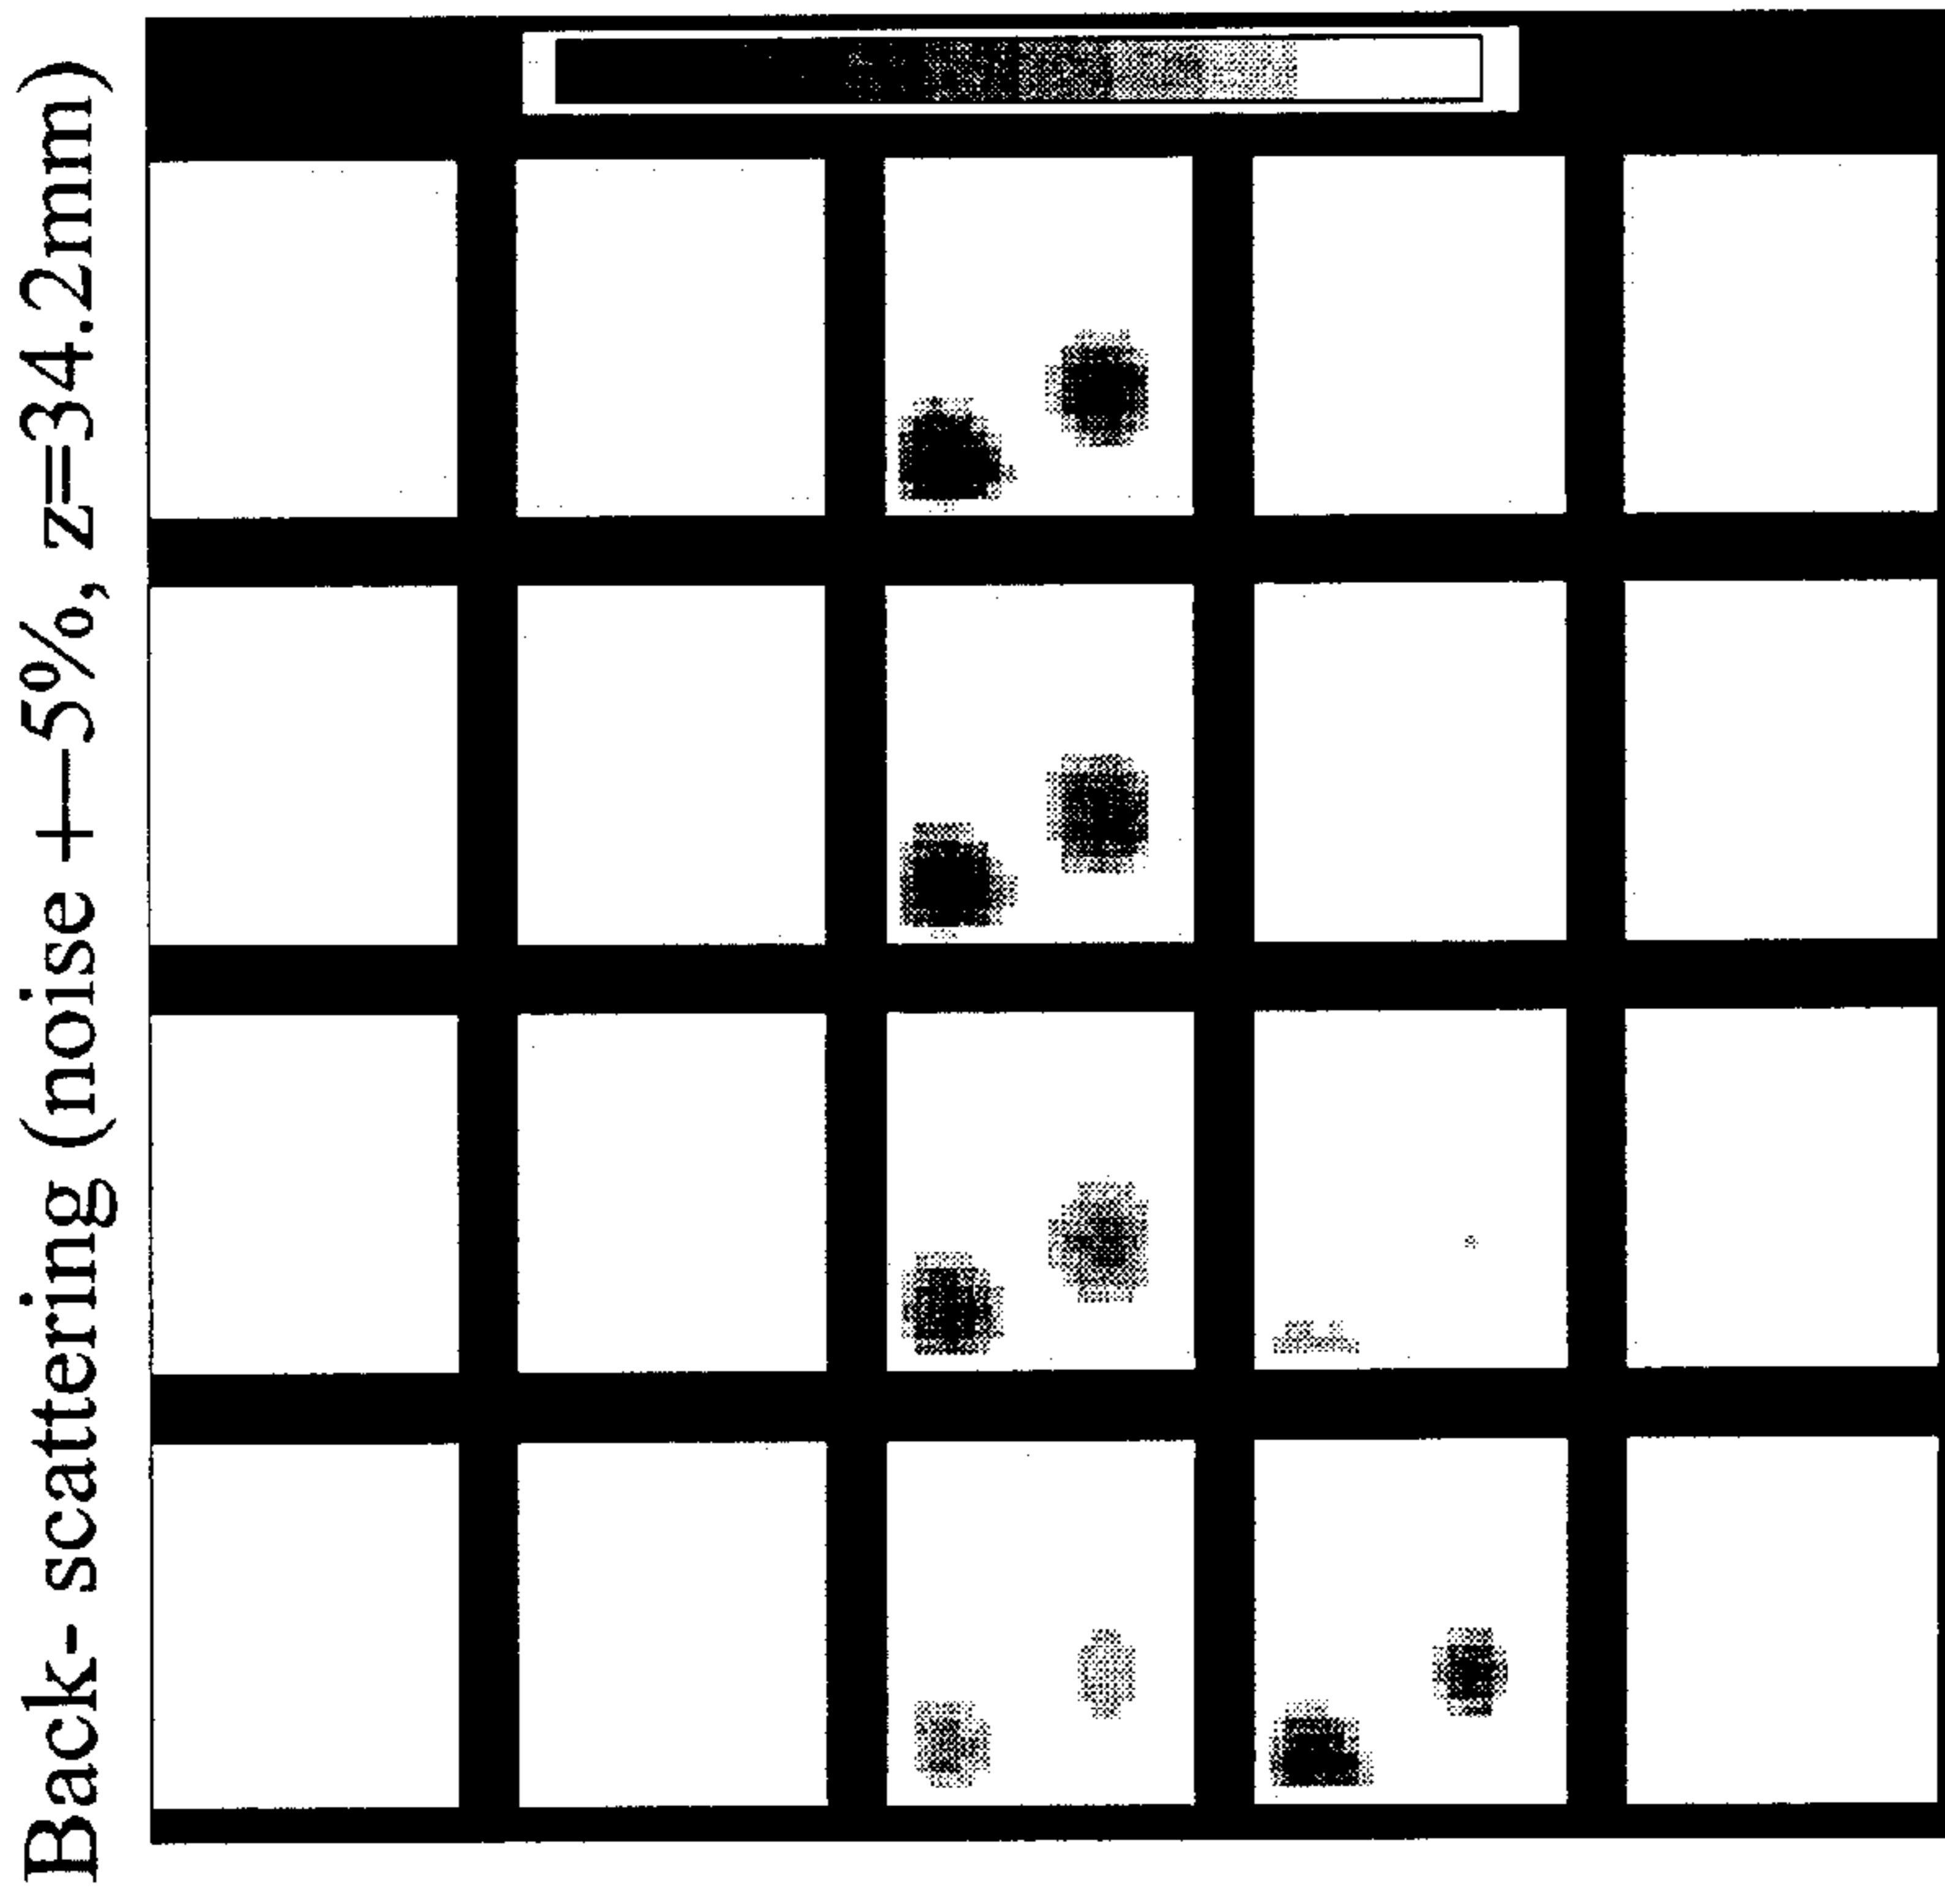 Back- scattering (noise +-5%, z=34.2mm)